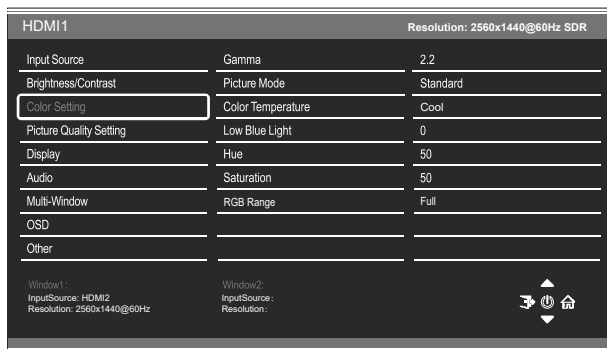 HDMI1 Resolution: 2560x1440@60Hz SDR
Input Source Gamma 2.2
Brightness/Contrast Picture Mode Standard
Color Setting Color Temperature Cool
Picture Quality Setting Low Blue Light 0
Display Hue 50
Audio Saturation 50
Multi-Window RGB Range Full
OSD
Other
Window1: Window2:
InputSource: HDMI2 InputSource:
Resolution: 2560x1440@60Hz Resolution: